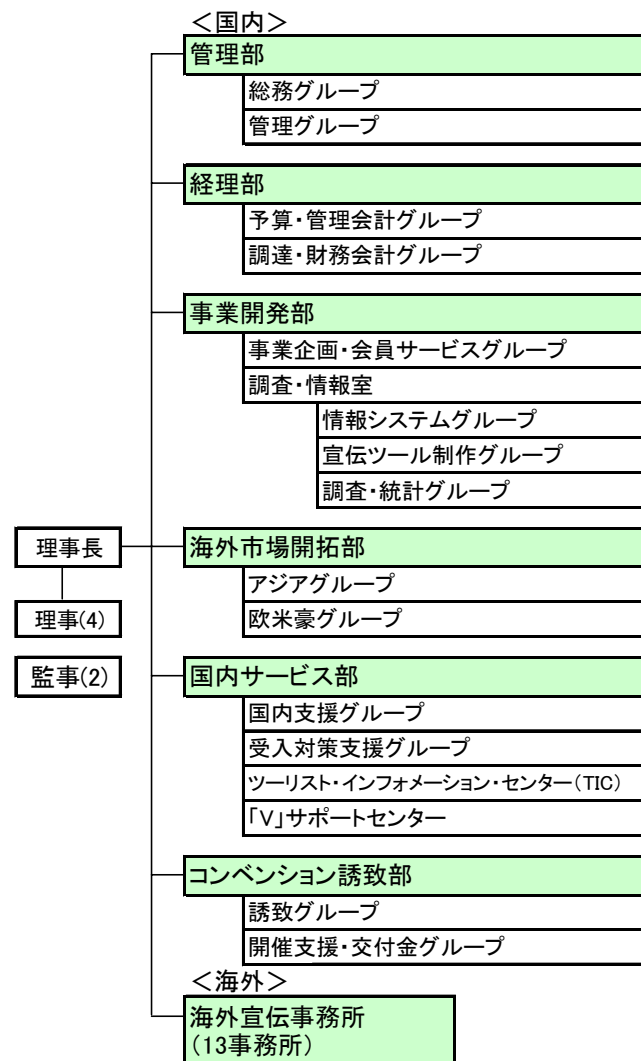 ＜国内＞
管理部
総務グループ
管理グループ
経理部
予算・管理会計グループ
調達・財務会計グループ
事業開発部
事業企画・会員サービスグループ
調査・情報室
情報システムグループ
宣伝ツール制作グループ
調査・統計グループ
理事長
海外市場開拓部
アジアグループ
理事(4)
欧米豪グループ
監事(2)
国内サービス部
国内支援グループ
受入対策支援グループ
ツーリスト・インフォメーション・センター（TIC）
「V」サポートセンター
コンベンション誘致部
誘致グループ
開催支援・交付金グループ
＜海外＞
海外宣伝事務所
（13事務所）